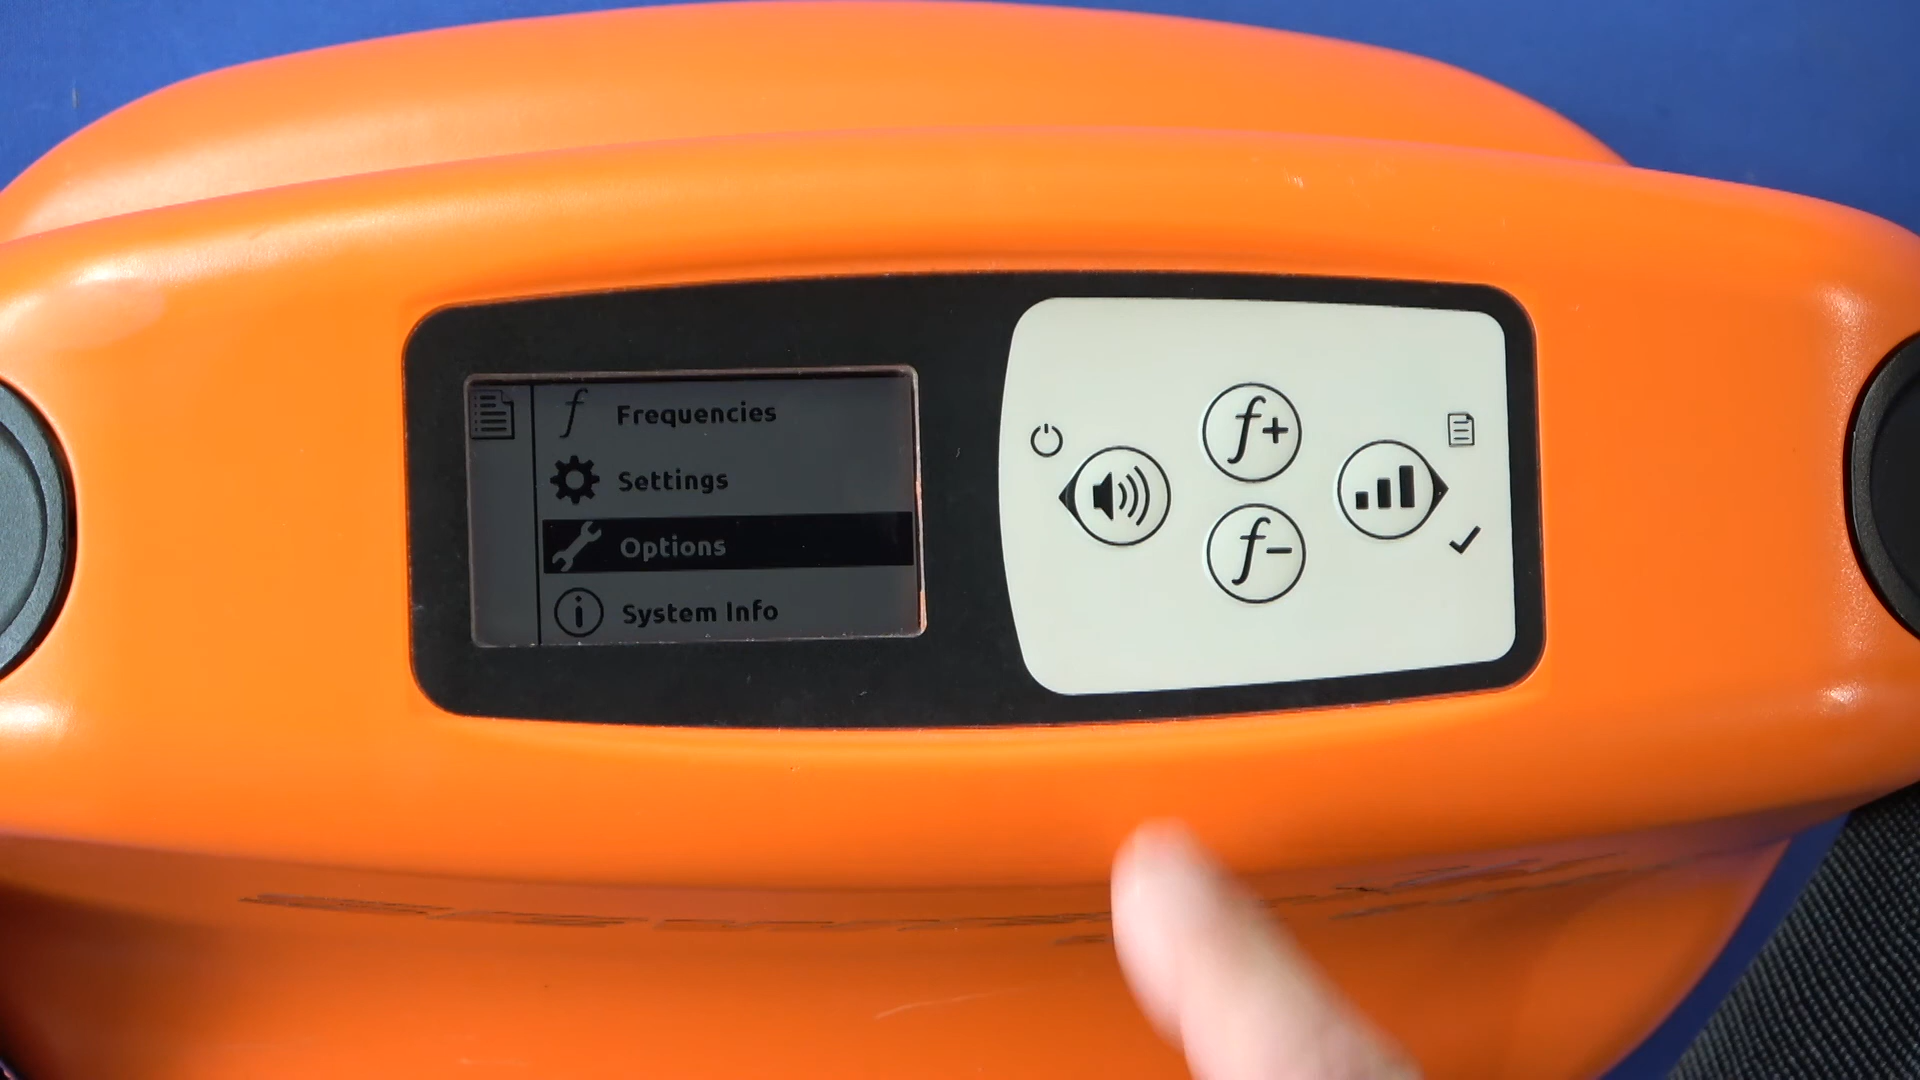 f Frequencies
Settings
Options
i System Info
f+
f−